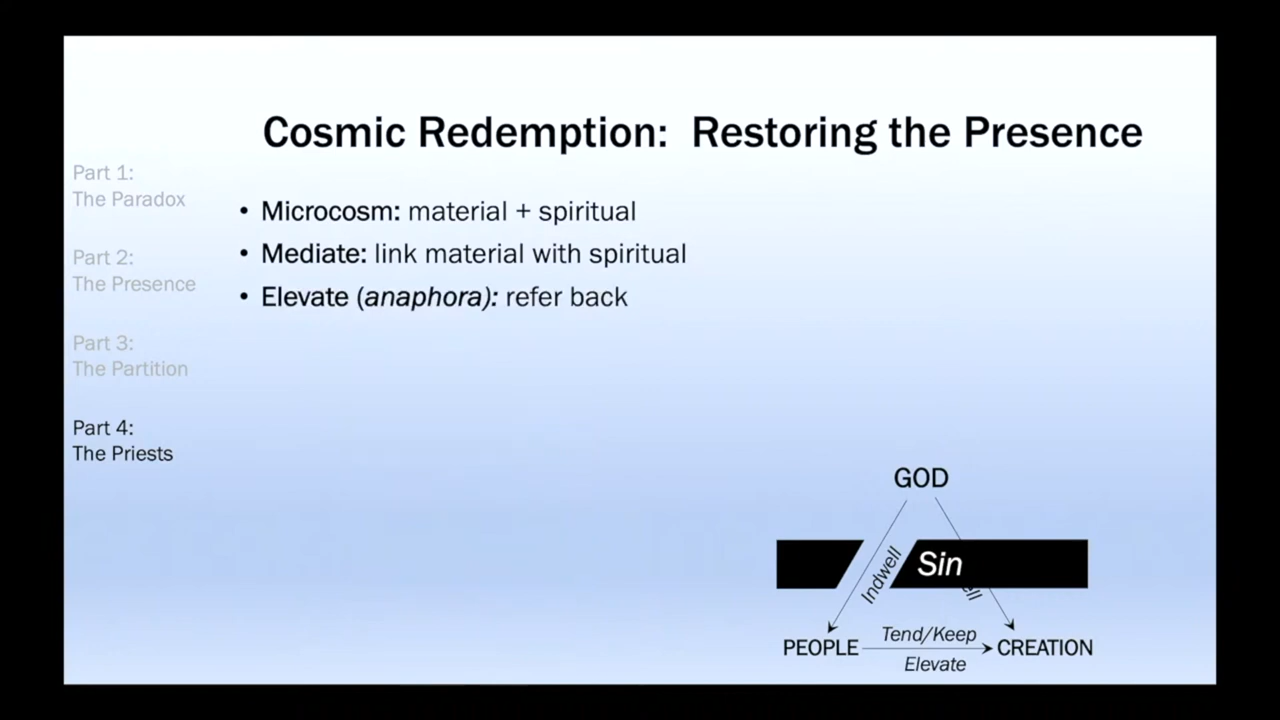 Cosmic Redemption: Restoring the Presence
Part 1:
The Paradox
Part 2:
The Presence
Part 3:
The Partition
Part 4:
The Priests
• Microcosm: material + spiritual
• Mediate: link material with spiritual
• Elevate (anaphora): refer back
GOD
Indwell
Sin
PEOPLE
Tend/Keep
Elevate
CREATION